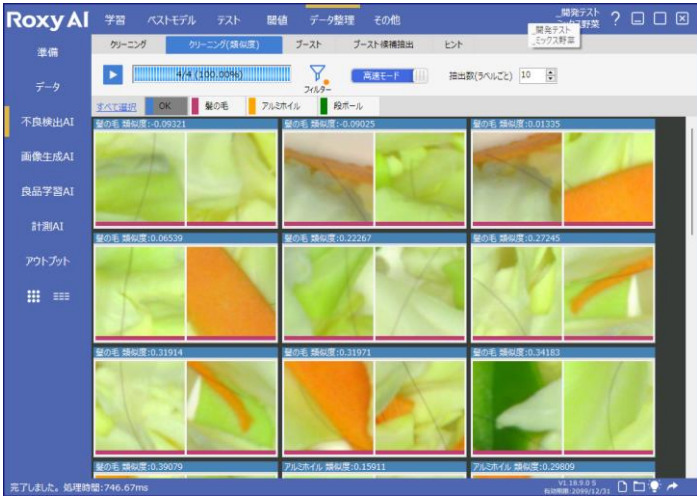 Roxy AI
学習 ベストモデル テスト 閾値 データ整理 その他
_開発テスト
_ミックス野菜
準備
データ
不良検出AI
画像生成AI
良品学習AI
計測AI
アウトプット
クリーニング クリーニング(類似度) ブースト ブースト候補抽出 ヒント
4/4 (100.00%) フィルター 高速モード 抽出数(ラベルごと) 10
すべて選択 OK 髪の毛 アルミホイル 段ボール
髪の毛 類似度:-0.09321 髪の毛 類似度:-0.09025 髪の毛 類似度:0.01335
髪の毛 類似度:0.06539 髪の毛 類似度:0.22267 髪の毛 類似度:0.27245
髪の毛 類似度:0.31914 髪の毛 類似度:0.31971 髪の毛 類似度:0.34183
髪の毛 類似度:0.39079 アルミホイル 類似度:0.15911 アルミホイル 類似度:0.29809
完了しました。処理時間:746.67ms
V1.18.9.0 S
有効期限:2099/12/31